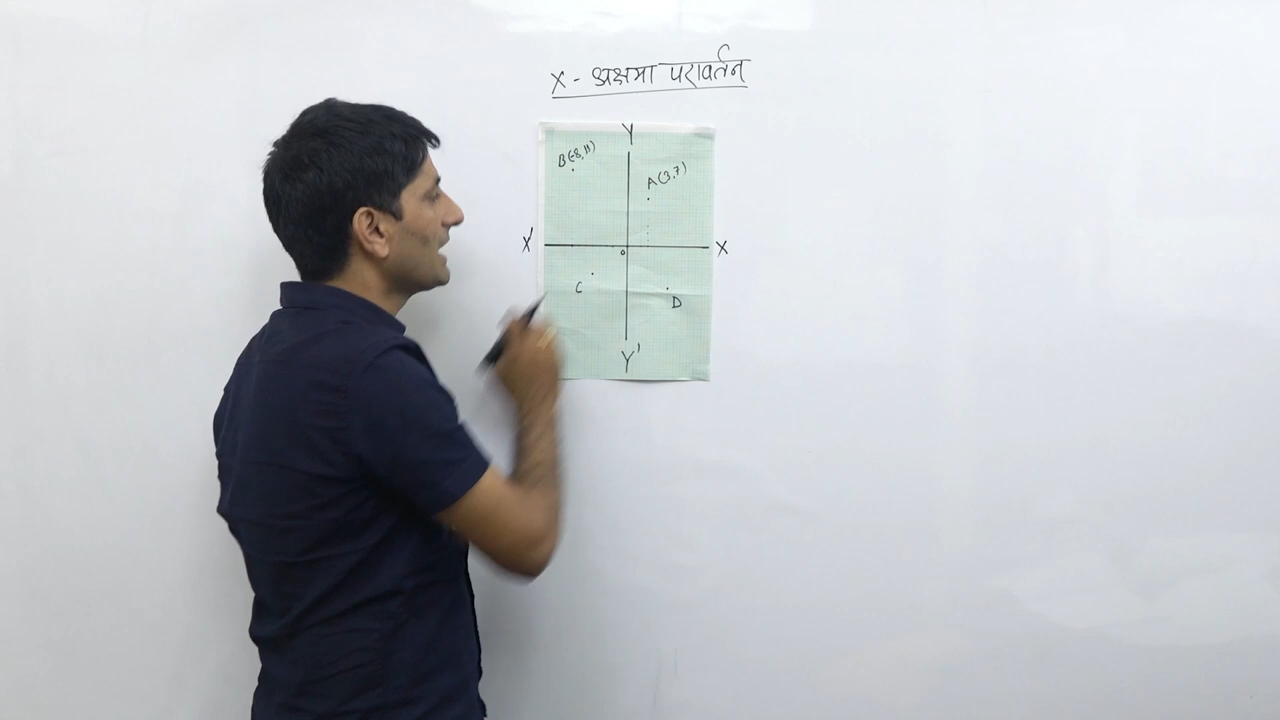 X - अक्षमा परावर्तन
Y
B(-8,11)
A(3,7)
X' X
0
C
D
Y'